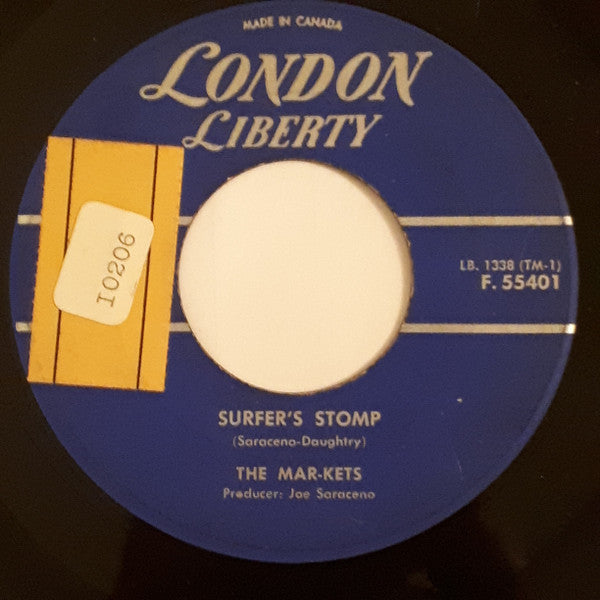 MADE IN CANADA
LONDON
LIBERTY
I0206
LB. 1338 (TM-1)
F. 55401
SURFER'S STOMP
(Saraceno-Daughtry)
THE MAR-KETS
Producer: Joe Saraceno